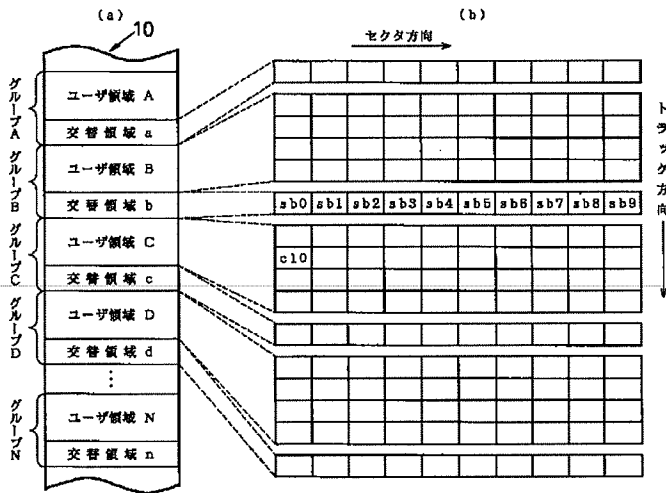 (a)
10
グループA
ユーザ領域 A
交替領域 a
グループB
ユーザ領域 B
交替領域 b
グループC
ユーザ領域 C
交替領域 c
グループD
ユーザ領域 D
交替領域 d
⋮
グループN
ユーザ領域 N
交替領域 n
(b)
セクタ方向
トラック方向
sb0 sb1 sb2 sb3 sb4 sb5 sb6 sb7 sb8 sb9
c10